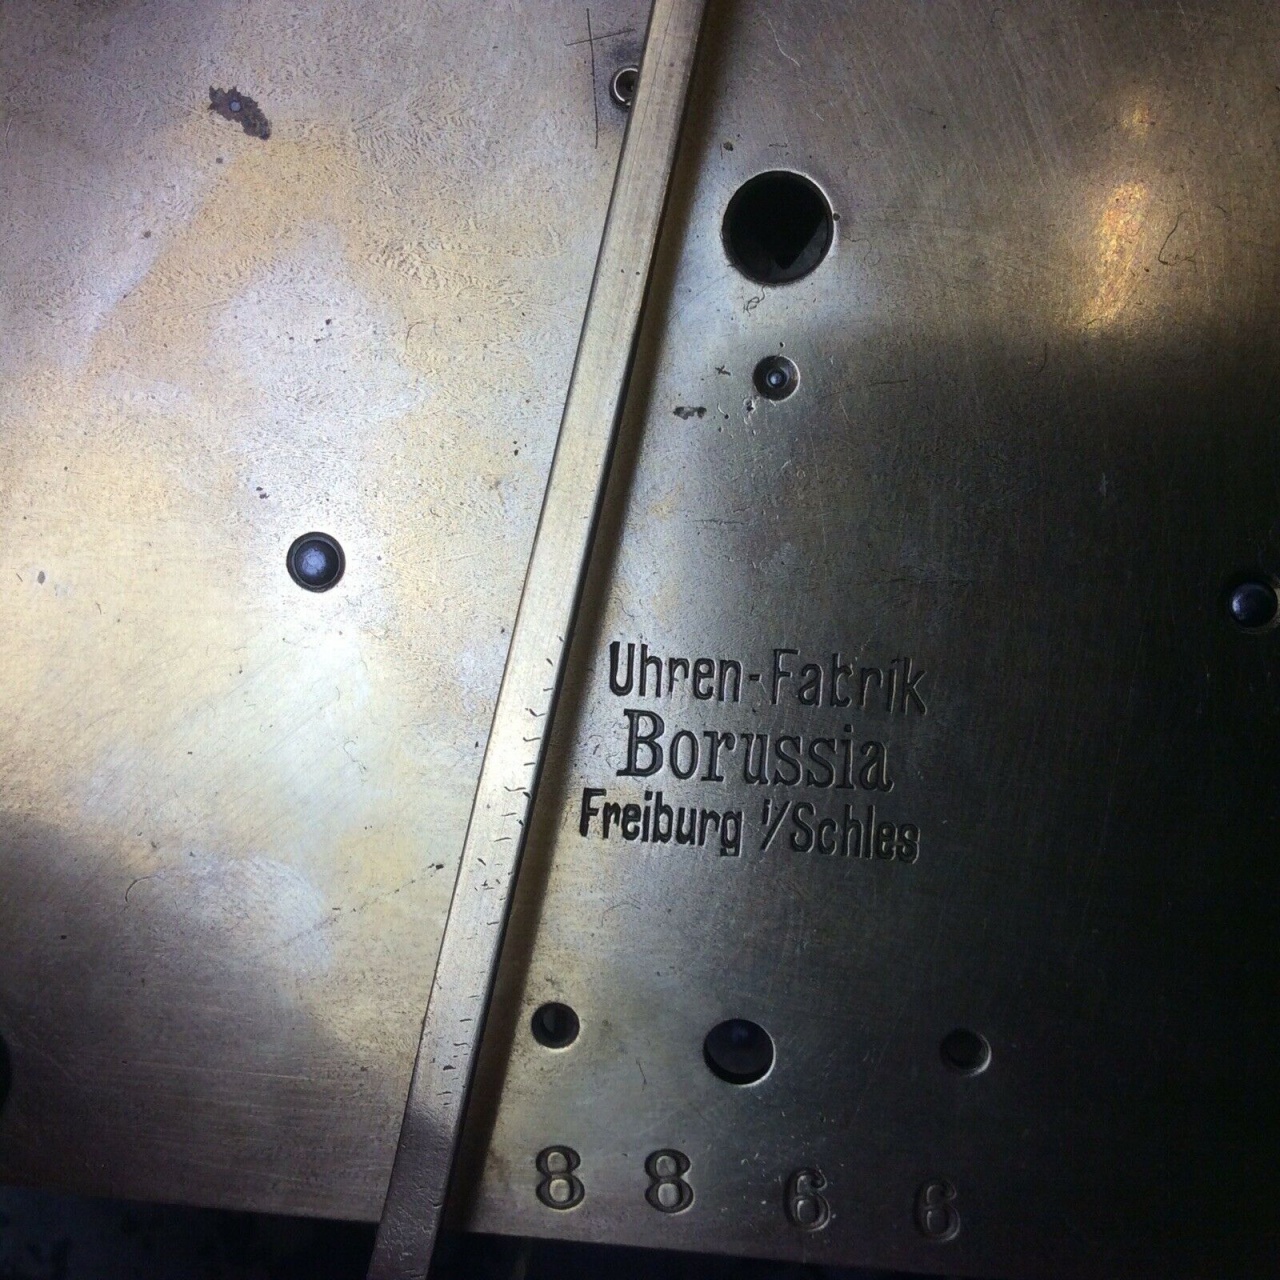 Uhren-Fabrik
Borussia
Freiburg i/Schles
8 8 6 6